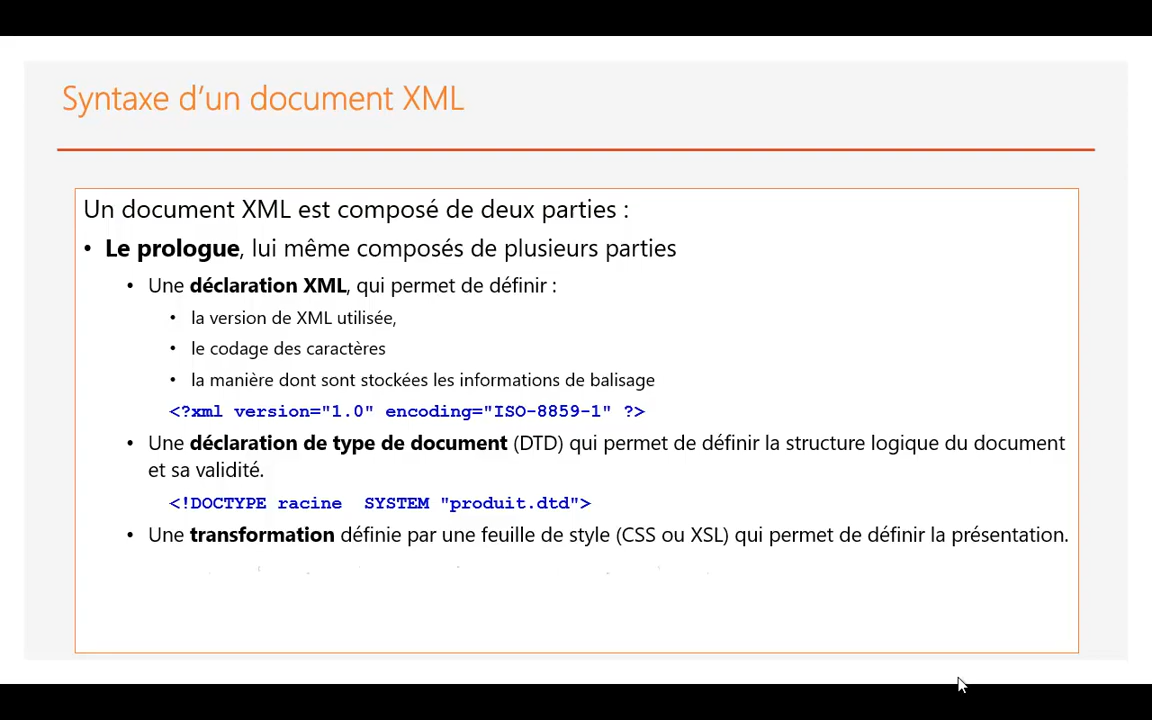 Syntaxe d’un document XML
Un document XML est composé de deux parties :
• Le prologue, lui même composés de plusieurs parties
• Une déclaration XML, qui permet de définir :
• la version de XML utilisée,
• le codage des caractères
• la manière dont sont stockées les informations de balisage
<?xml version="1.0" encoding="ISO-8859-1" ?>
• Une déclaration de type de document (DTD) qui permet de définir la structure logique du document
et sa validité.
<!DOCTYPE racine  SYSTEM "produit.dtd">
• Une transformation définie par une feuille de style (CSS ou XSL) qui permet de définir la présentation.